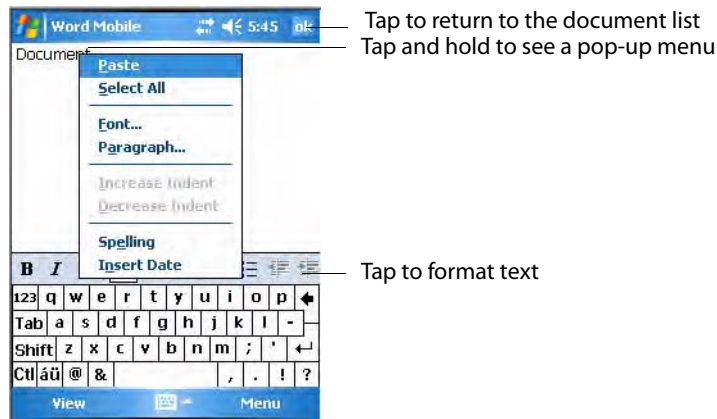 Word Mobile 5:45 ok
Tap to return to the document list
Document
Tap and hold to see a pop-up menu
Paste
Select All
Font...
Paragraph...
Increase Indent
Decrease Indent
Spelling
Insert Date
B I
Tap to format text
123 q w e r t y u i o p
Tab a s d f g h j k l -
Shift z x c v b n m ; '
Ctl áü @ & , . ! ?
View Menu